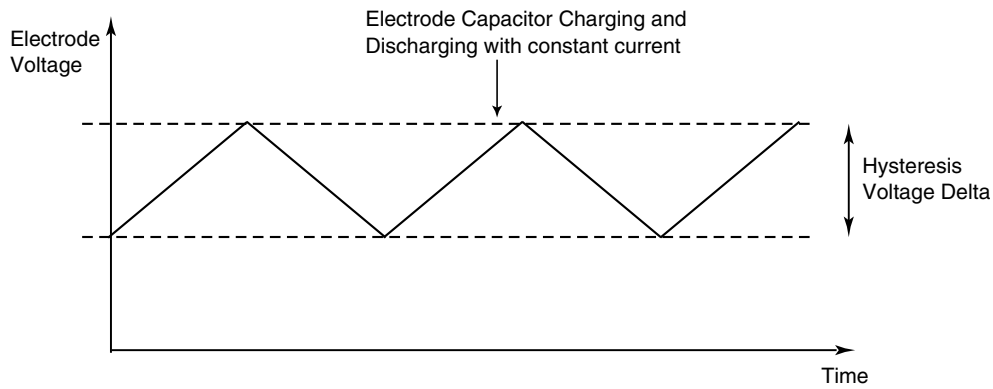 Electrode Capacitor Charging and
Discharging with constant current
Electrode
Voltage
Hysteresis
Voltage Delta
Time